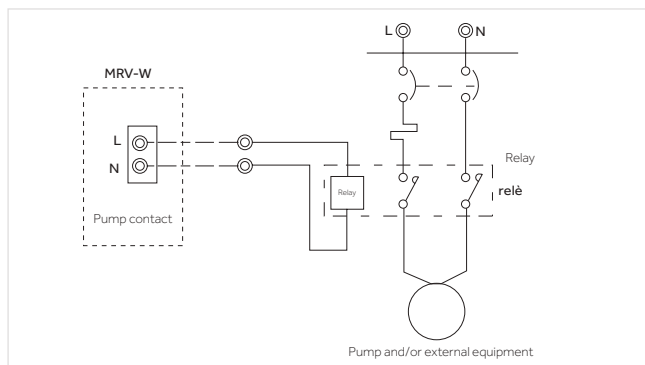 L
N
MRV-W
L
N
Pump contact
Relay
Relay
relè
Pump and/or external equipment